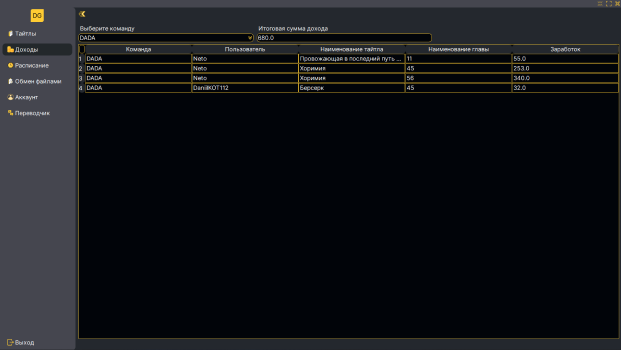 DG
Тайтлы
Доходы
Расписание
Обмен файлами
Аккаунт
Переводчик
Выход
Выберите команду
Итоговая сумма дохода
DADA
680.0
Команда Пользователь Наименование тайтла Наименование главы Заработок
1 DADA Neto Провожающая в последний путь ... 11 55.0
2 DADA Neto Хоримия 45 253.0
3 DADA Neto Хоримия 56 340.0
4 DADA DanilKOT112 Берсерк 45 32.0